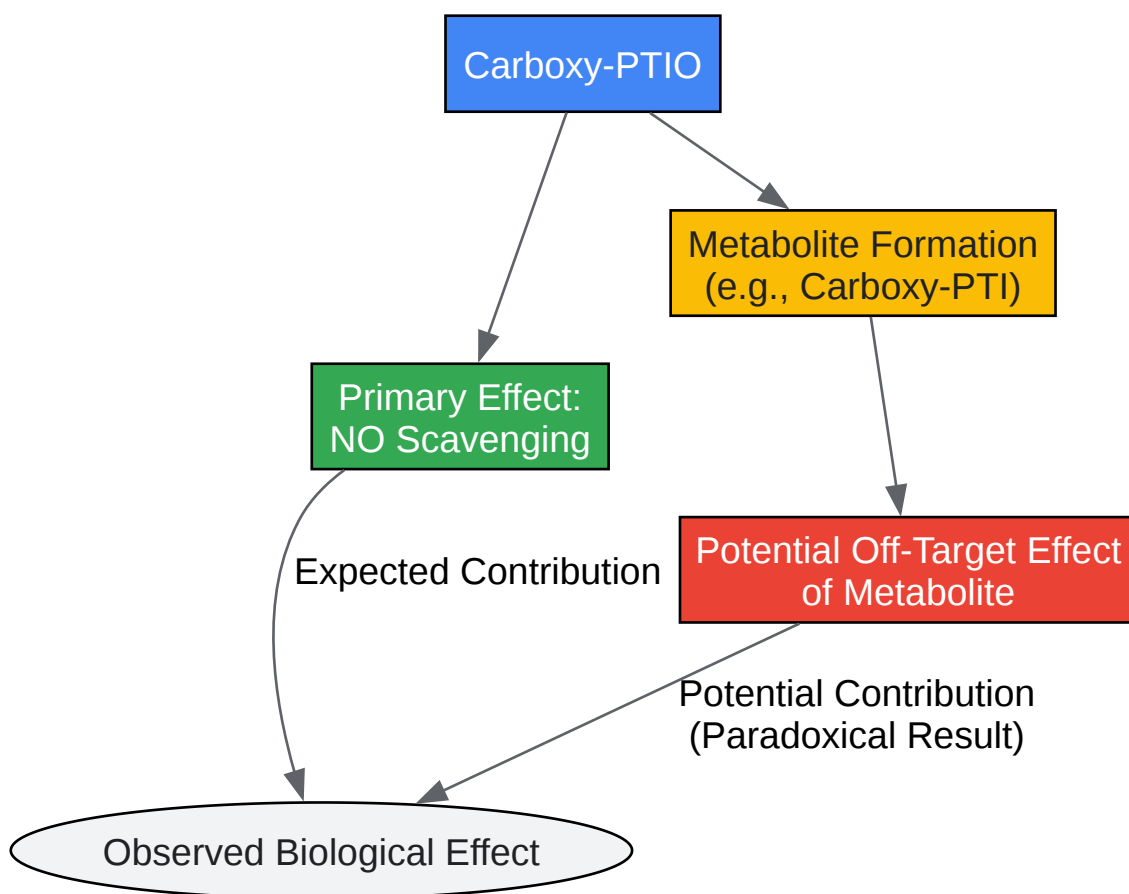 Carboxy-PTIO
Metabolite Formation
(e.g., Carboxy-PTI)
Primary Effect:
NO Scavenging
Potential Off-Target Effect
of Metabolite
Expected Contribution
Potential Contribution
(Paradoxical Result)
Observed Biological Effect